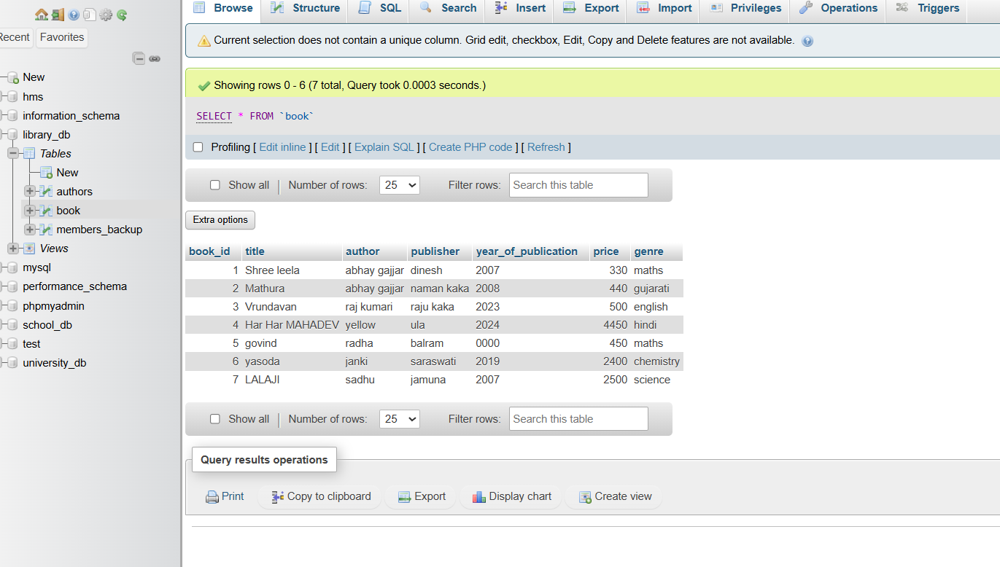 Recent Favorites
New
hms
information_schema
library_db
Tables
New
authors
book
members_backup
Views
mysql
performance_schema
phpmyadmin
school_db
test
university_db
Browse Structure SQL Search Insert Export Import Privileges Operations Triggers
Current selection does not contain a unique column. Grid edit, checkbox, Edit, Copy and Delete features are not available.
Showing rows 0 - 6 (7 total, Query took 0.0003 seconds.)
SELECT * FROM `book`
Profiling [ Edit inline ] [ Edit ] [ Explain SQL ] [ Create PHP code ] [ Refresh ]
Show all | Number of rows: 25 Filter rows: Search this table
Extra options
book_id title author publisher year_of_publication price genre
1 Shree leela abhay gajjar dinesh 2007 330 maths
2 Mathura abhay gajjar naman kaka 2008 440 gujarati
3 Vrundavan raj kumari raju kaka 2023 500 english
4 Har Har MAHADEV yellow ula 2024 4450 hindi
5 govind radha balram 0000 450 maths
6 yasoda janki saraswati 2019 2400 chemistry
7 LALAJI sadhu jamuna 2007 2500 science
Show all | Number of rows: 25 Filter rows: Search this table
Query results operations
Print Copy to clipboard Export Display chart Create view